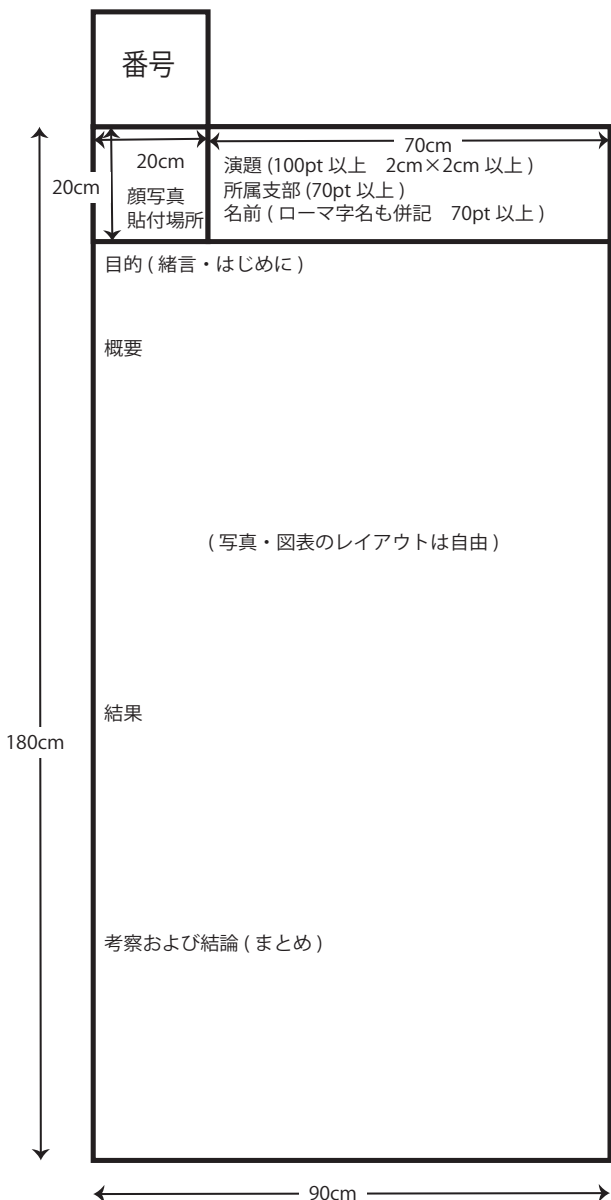 番号
70cm
20cm
20cm
顔写真
貼付場所
演題 (100pt 以上　2cm×2cm 以上 )
所属支部 (70pt 以上 )
名前 ( ローマ字名も併記　70pt 以上 )
目的 ( 緒言・はじめに )
概要
( 写真・図表のレイアウトは自由 )
結果
180cm
考察および結論 ( まとめ )
90cm